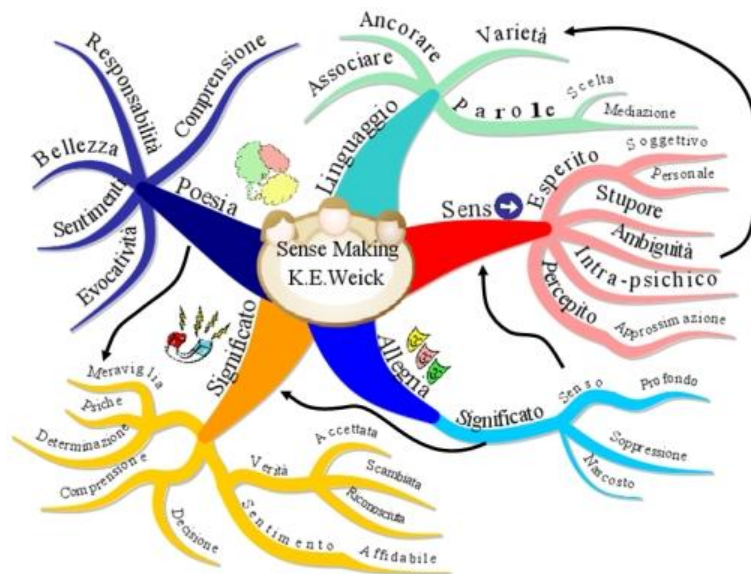 Sense Making
K.E.Weick
Linguaggio
Associare
Ancorare
Varietà
Parole
Scelta
Mediazione
Sens
Esperito
Soggettivo
Personale
Stupore
Ambiguità
Intra-psichico
Percepito
Approssimazione
Allegria
Significato
Senso
Profondo
Soppressione
Nascosto
Significato
Meraviglia
Psiche
Determinazione
Comprensione
Decisione
Verità
Accettata
Scambiata
Riconosciuta
Sentimento
Affidabile
Poesia
Comprensione
Responsabilità
Bellezza
Sentimenti
Evocatività